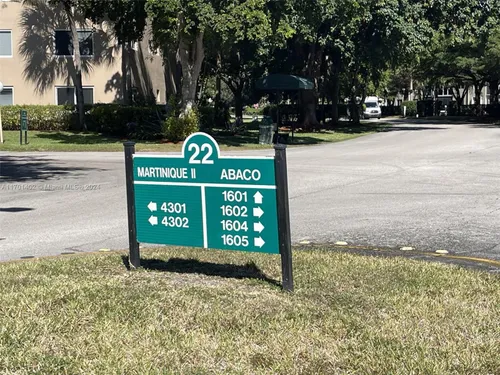 22
MARTINIQUE II ABACO
1601 ↑
← 4301 1602 →
← 4302 1604 →
1605 →